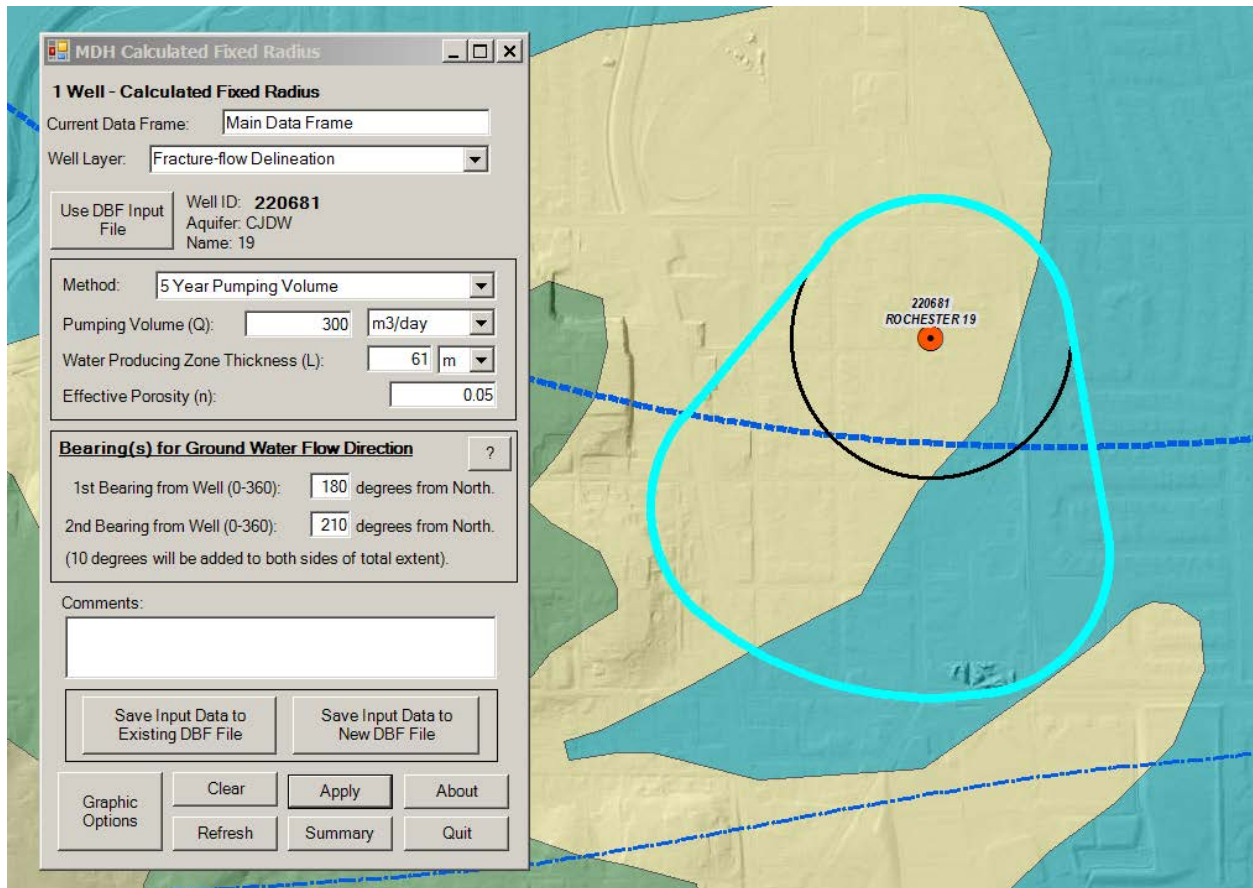 MDH Calculated Fixed Radius
1 Well - Calculated Fixed Radius
Current Data Frame: Main Data Frame
Well Layer: Fracture-flow Delineation
Use DBF Input
File
Well ID: 220681
Aquifer: CJDW
Name: 19
Method: 5 Year Pumping Volume
Pumping Volume (Q): 300 m3/day
Water Producing Zone Thickness (L): 61 m
Effective Porosity (n): 0.05
Bearing(s) for Ground Water Flow Direction ?
1st Bearing from Well (0-360): 180 degrees from North.
2nd Bearing from Well (0-360): 210 degrees from North.
(10 degrees will be added to both sides of total extent).
Comments:
Save Input Data to
Existing DBF File
Save Input Data to
New DBF File
Graphic
Options
Clear
Apply
About
Refresh
Summary
Quit
220681
ROCHESTER 19